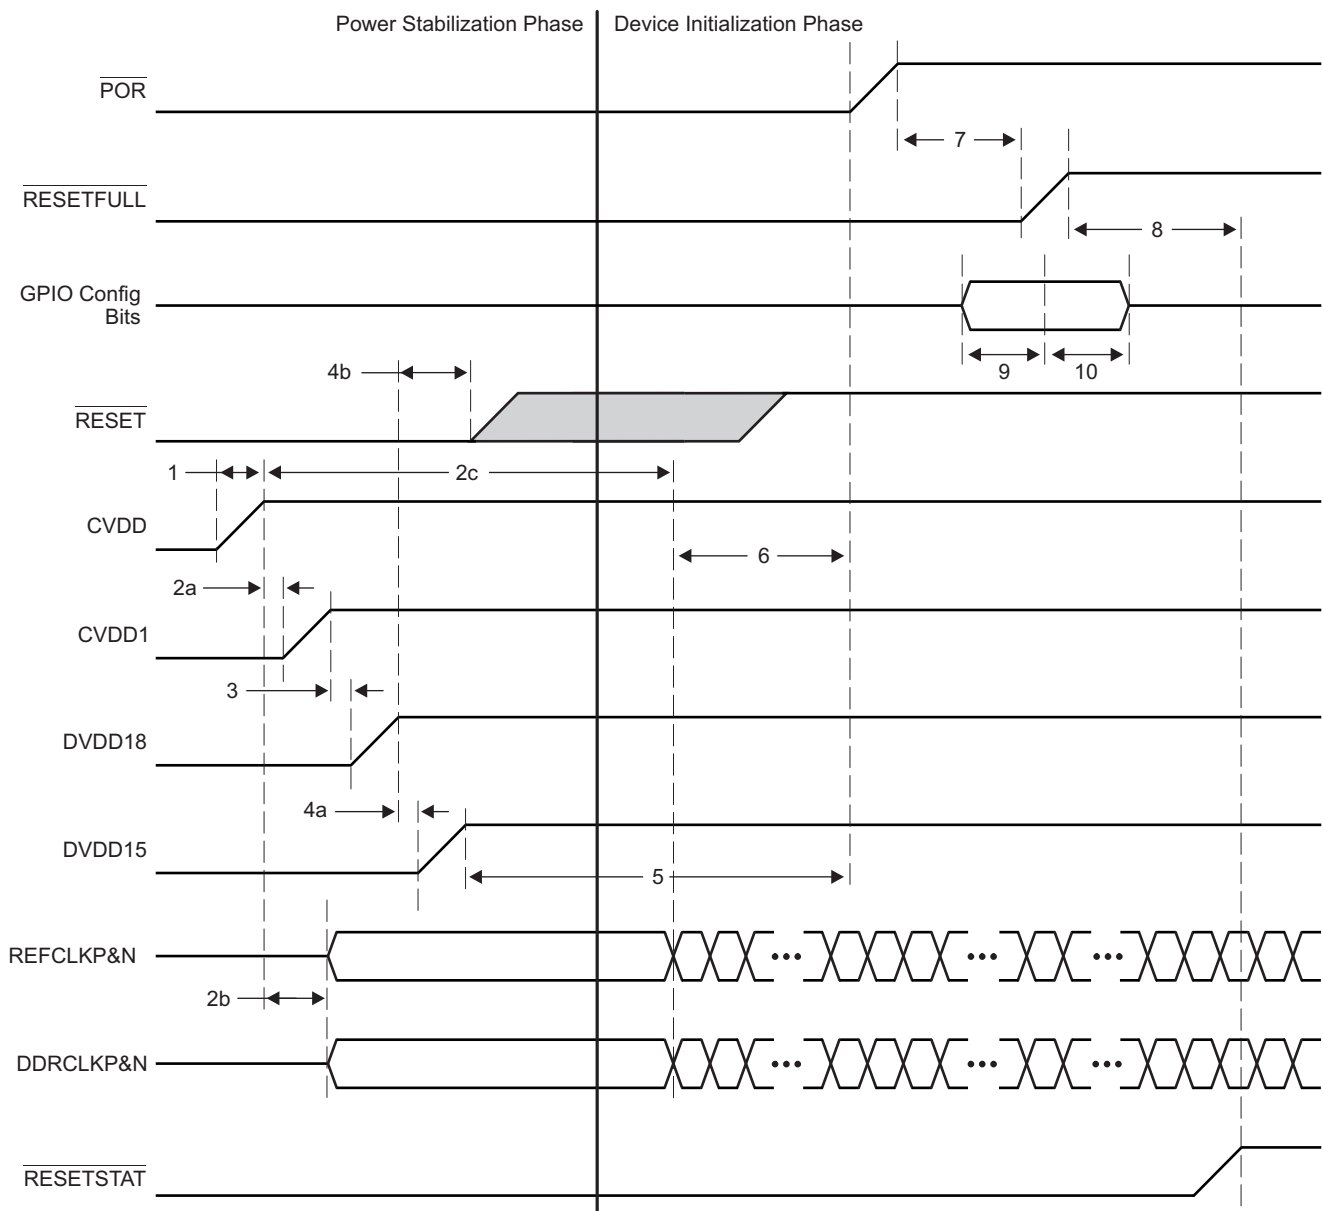 Power Stabilization Phase
Device Initialization Phase
POR
7
RESETFULL
8
GPIO Config
Bits
9
10
4b
RESET
1
2c
CVDD
6
2a
CVDD1
3
DVDD18
4a
DVDD15
5
REFCLKP&N
•••
•••
•••
2b
DDRCLKP&N
•••
•••
•••
RESETSTAT